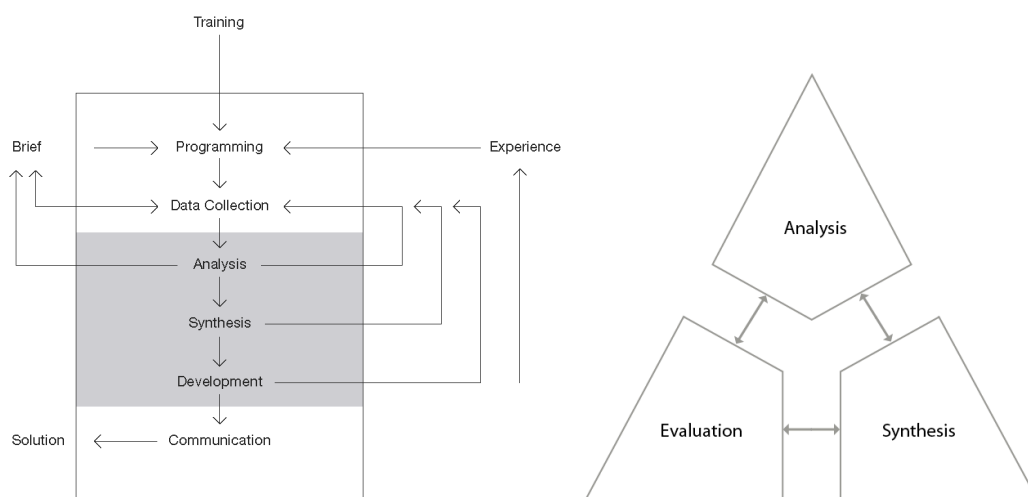 Training
Brief
Programming
Experience
Data Collection
Analysis
Synthesis
Development
Solution
Communication
Analysis
Evaluation
Synthesis